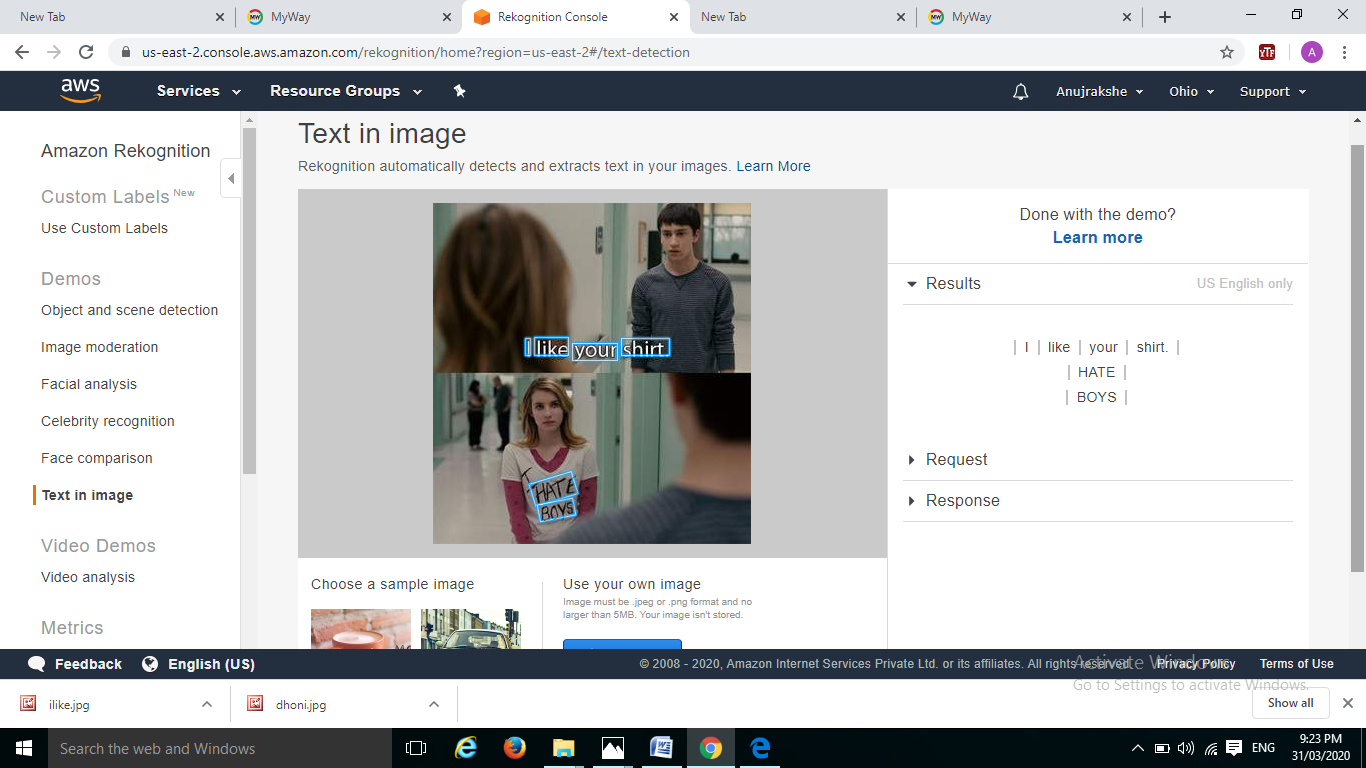 New Tab MyWay Rekognition Console New Tab MyWay
us-east-2.console.aws.amazon.com/rekognition/home?region=us-east-2#/text-detection YTF A
aws Services Resource Groups Anujrakshe Ohio Support
Amazon Rekognition
Custom Labels New
Use Custom Labels
Demos
Object and scene detection
Image moderation
Facial analysis
Celebrity recognition
Face comparison
Text in image
Video Demos
Video analysis
Metrics
Text in image
Rekognition automatically detects and extracts text in your images. Learn More
I like your shirt.
I
HATE
BOYS
Done with the demo?
Learn more
Results US English only
| I | like | your | shirt. |
| HATE |
| BOYS |
Request
Response
Choose a sample image
Use your own image
Image must be .jpeg or .png format and no
larger than 5MB. Your image isn't stored.
Feedback English (US) © 2008 - 2020, Amazon Internet Services Private Ltd. or its affiliates. All rights reserved. Privacy Policy Terms of Use
Activate Windows
Go to Settings to activate Windows.
ilike.jpg dhoni.jpg Show all
Search the web and Windows ENG 9:23 PM
31/03/2020